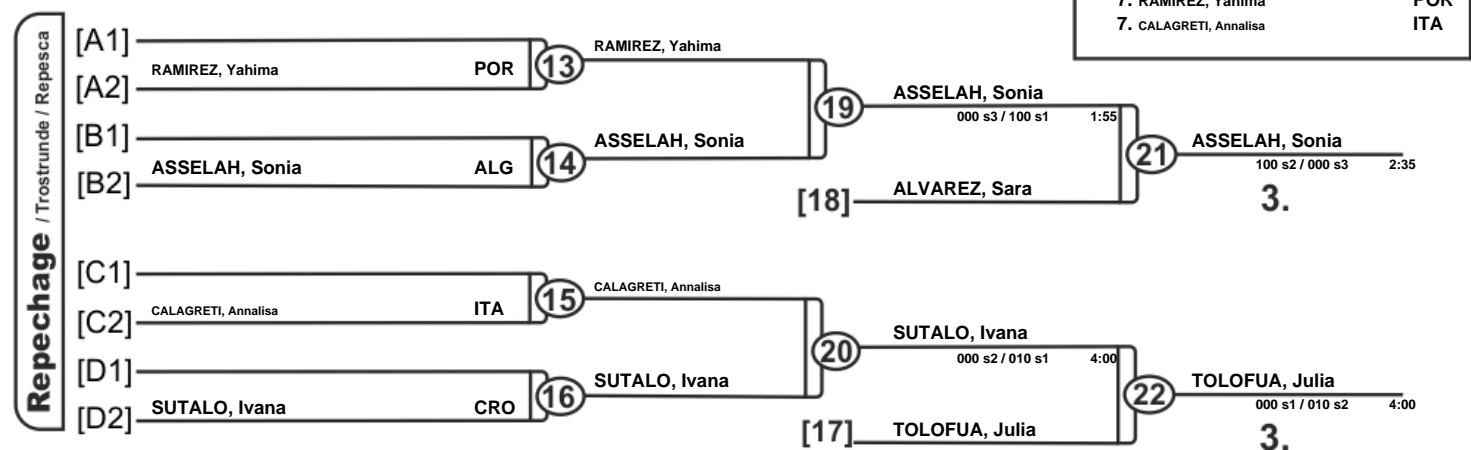 7. RAMIREZ, Yahima POR
7. CALAGRETI, Annalisa ITA
Repechage / Trostrunde / Repesca
[A1]
RAMIREZ, Yahima POR
[A2]
13
RAMIREZ, Yahima
[B1]
ASSELAH, Sonia ALG
[B2]
14
ASSELAH, Sonia
19
ASSELAH, Sonia
000 s3 / 100 s1 1:55
[18]
ALVAREZ, Sara
21
ASSELAH, Sonia
100 s2 / 000 s3 2:35
3.
[C1]
CALAGRETI, Annalisa ITA
[C2]
15
CALAGRETI, Annalisa
[D1]
SUTALO, Ivana CRO
[D2]
16
SUTALO, Ivana
20
SUTALO, Ivana
000 s2 / 010 s1 4:00
[17]
TOLOFUA, Julia
22
TOLOFUA, Julia
000 s1 / 010 s2 4:00
3.